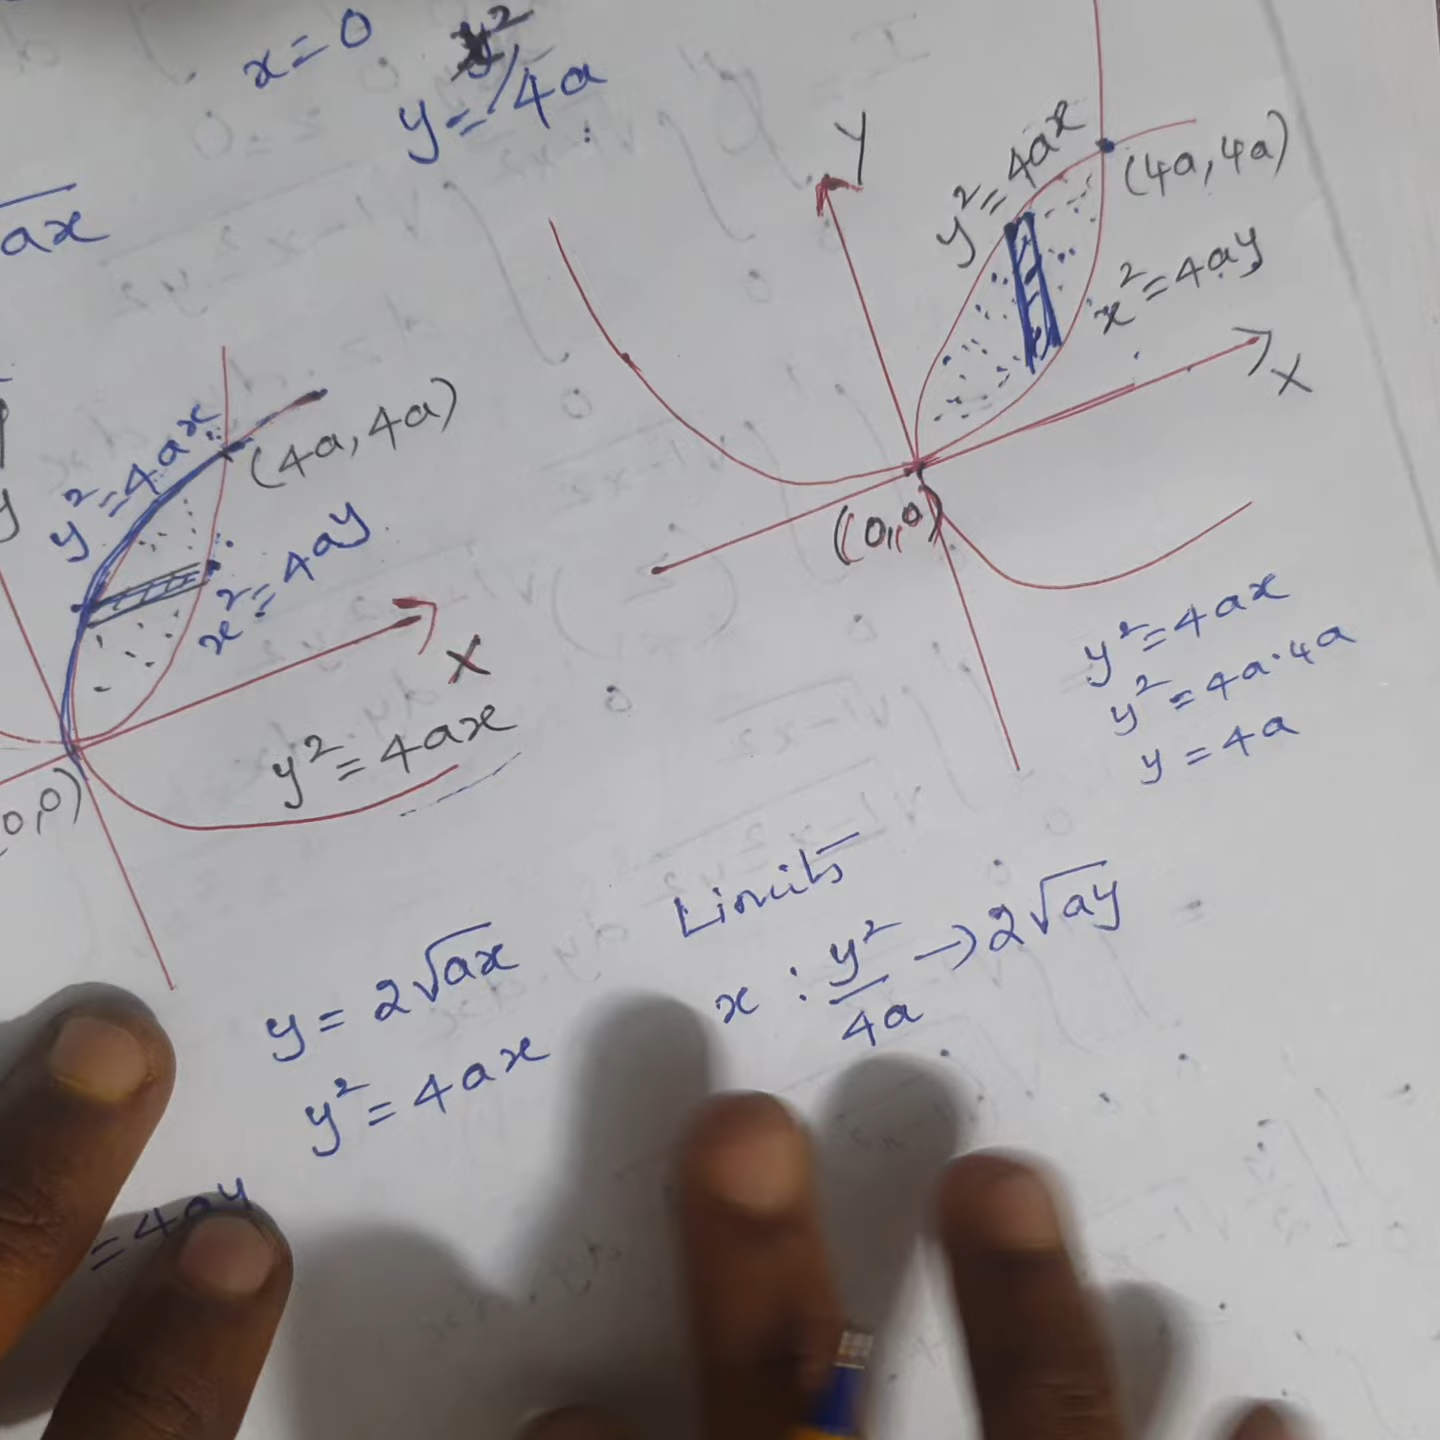 x = 0
y = y²/4a
ax
y² = 4ax
(4a, 4a)
x² = 4ay
X
y² = 4ax
0,0)
Y
y² = 4ax
(4a, 4a)
x² = 4ay
X
(0,0)
y² = 4ax
y² = 4a·4a
y = 4a
y = 2√ax
y² = 4ax
= 4ay
Limits
x : y²/4a → 2√ay